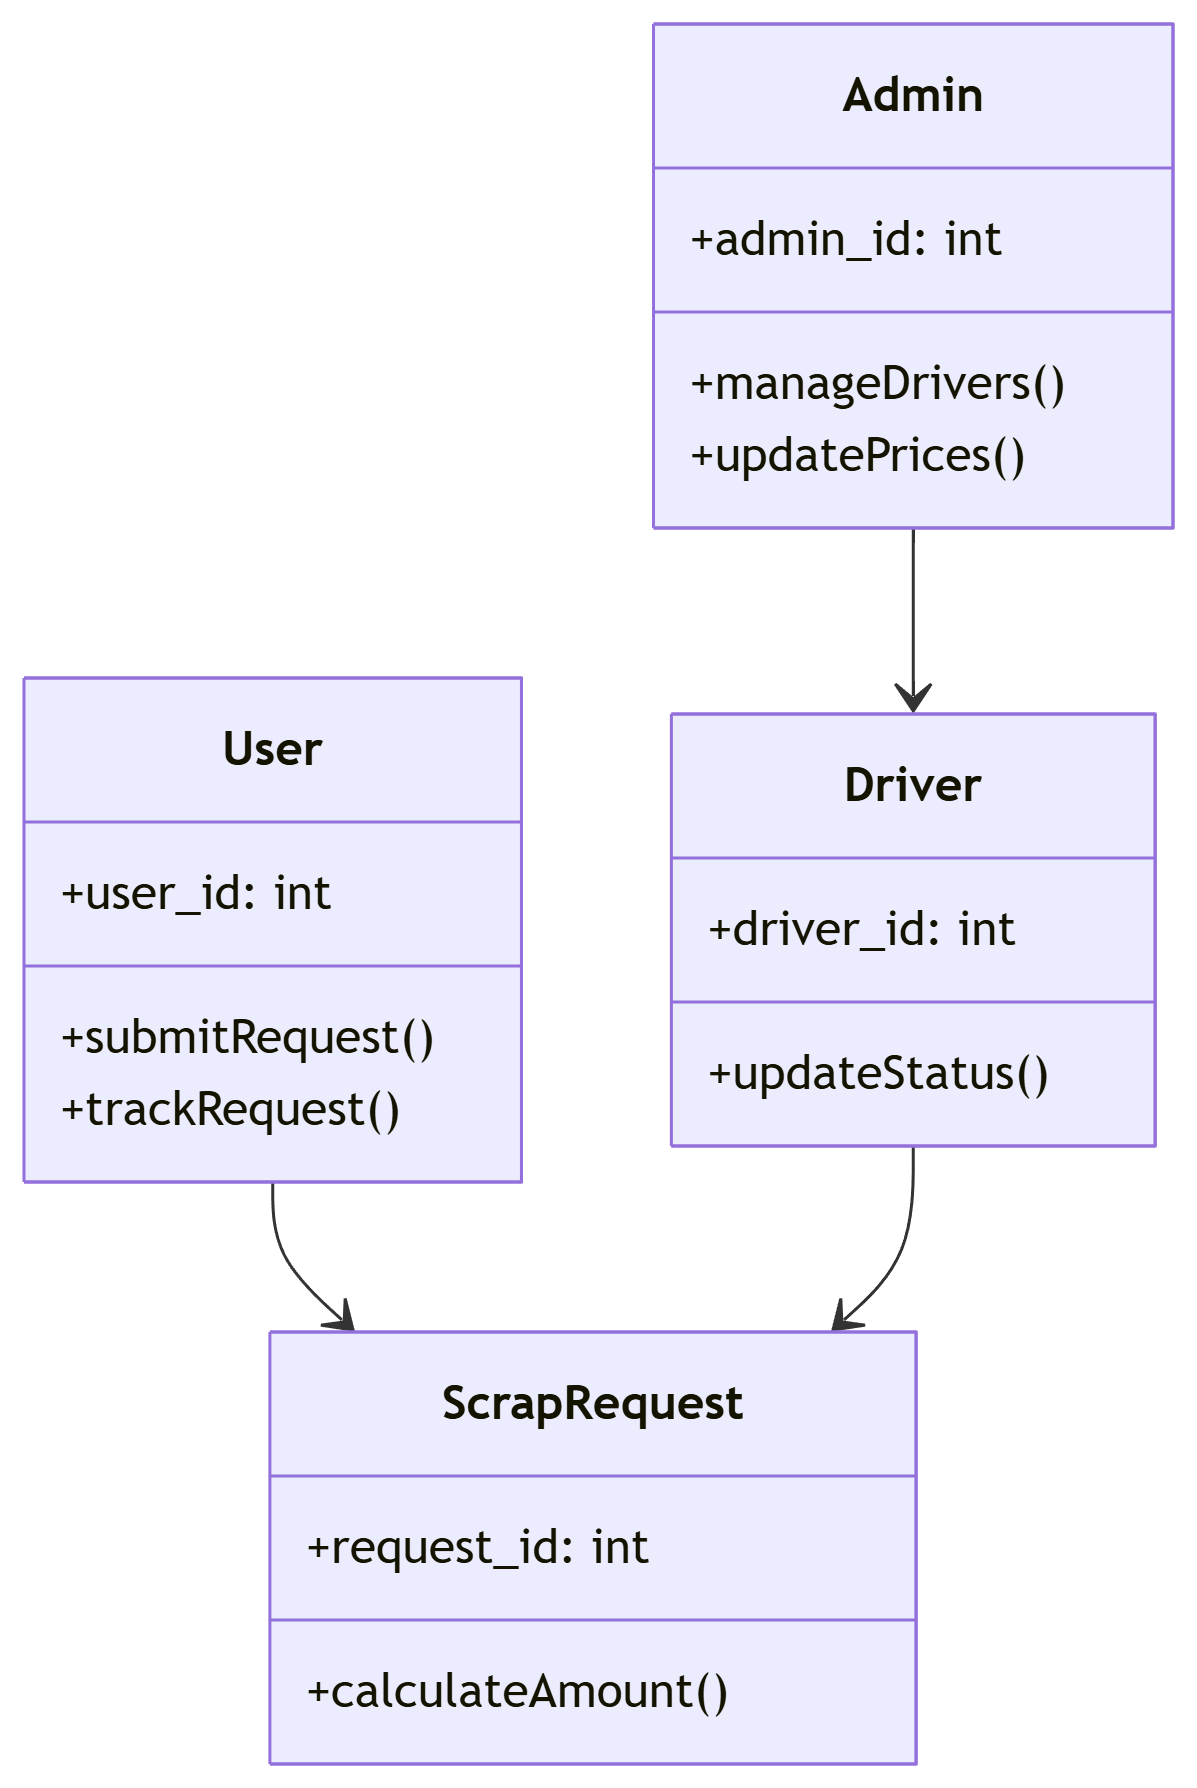 Admin
+admin_id: int
+manageDrivers()
+updatePrices()
User
+user_id: int
+submitRequest()
+trackRequest()
Driver
+driver_id: int
+updateStatus()
ScrapRequest
+request_id: int
+calculateAmount()